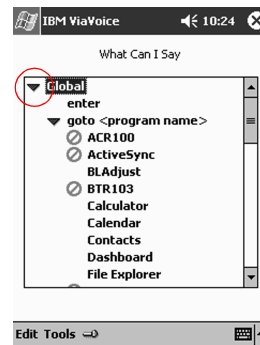 IBM ViaVoice 10:24
What Can I Say
Global
enter
goto <program name>
ACR100
ActiveSync
BLAdjust
BTR103
Calculator
Calendar
Contacts
Dashboard
File Explorer
Edit Tools